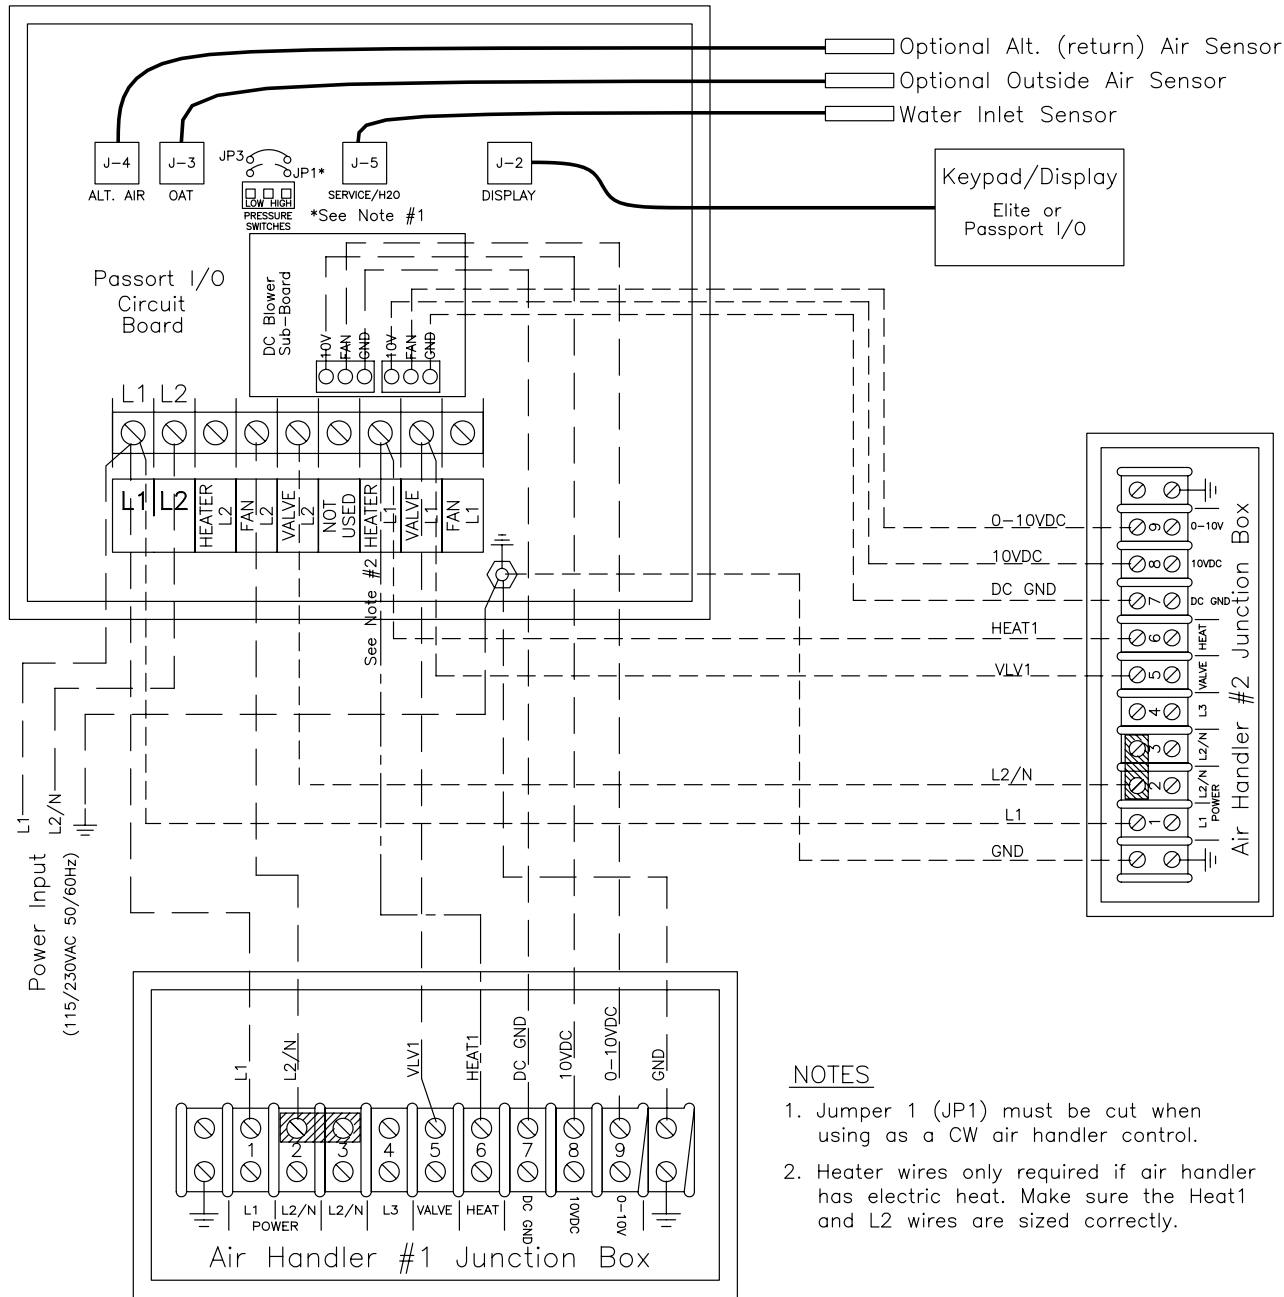 Optional Alt. (return) Air Sensor
Optional Outside Air Sensor
Water Inlet Sensor
J-4
ALT. AIR
J-3
OAT
JP3
JP1*
LOW HIGH
PRESSURE
SWITCHES
J-5
SERVICE/H20
*See Note #1
J-2
DISPLAY
Keypad/Display
Elite or
Passport I/O
Passort I/O
Circuit
Board
DC Blower
Sub-Board
10V
FAN
GND
10V
FAN
GND
L1
L2
L1
L2
HEATER
L2
FAN
L2
VALVE
L2
NOT
USED
HEATER
L1
VALVE
L1
FAN
L1
See Note #2
0-10VDC
10VDC
DC GND
HEAT1
VLV1
L2/N
L1
GND
9
8
7
6
5
4
3
2
1
0-10V
10VDC
DC GND
HEAT
VALVE
L3
L2/N
L2/N
L1
POWER
Air Handler #2 Junction Box
L1
L2/N
Power Input
(115/230VAC 50/60Hz)
L1
L2/N
VLV1
HEAT1
DC GND
10VDC
0-10VDC
GND
1
2
3
4
5
6
7
8
9
L1
L2/N
POWER
L2/N
L3
VALVE
HEAT
DC GND
10VDC
0-10V
Air Handler #1 Junction Box
NOTES
1. Jumper 1 (JP1) must be cut when
using as a CW air handler control.
2. Heater wires only required if air handler
has electric heat. Make sure the Heat1
and L2 wires are sized correctly.